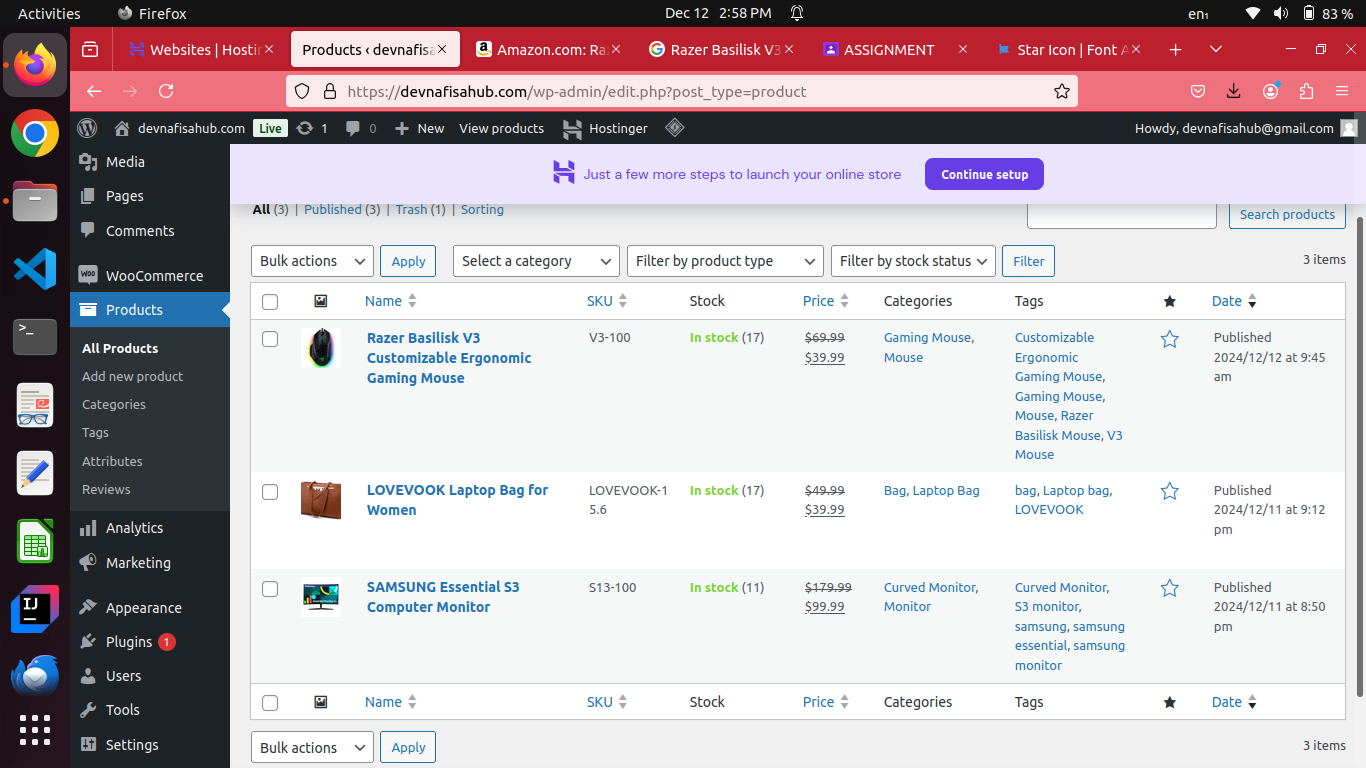 Activities Firefox Dec 12 2:58 PM en₁ 83 %
Websites | Hostin Products ‹ devnafisa Amazon.com: Ra Razer Basilisk V3 ASSIGNMENT Star Icon | Font A
https://devnafisahub.com/wp-admin/edit.php?post_type=product
devnafisahub.com Live 1 0 New View products Hostinger Howdy, devnafisahub@gmail.com
Media
Pages
Comments
WooCommerce
Products
All Products
Add new product
Categories
Tags
Attributes
Reviews
Analytics
Marketing
Appearance
Plugins 1
Users
Tools
Settings
Just a few more steps to launch your online store Continue setup
All (3) | Published (3) | Trash (1) | Sorting Search products
Bulk actions Apply Select a category Filter by product type Filter by stock status Filter 3 items
Name SKU Stock Price Categories Tags Date
Razer Basilisk V3
Customizable Ergonomic
Gaming Mouse
V3-100
In stock (17)
$69.99
$39.99
Gaming Mouse,
Mouse
Customizable
Ergonomic
Gaming Mouse,
Gaming Mouse,
Mouse, Razer
Basilisk Mouse, V3
Mouse
Published
2024/12/12 at 9:45
am
LOVEVOOK Laptop Bag for
Women
LOVEVOOK-1
5.6
In stock (17)
$49.99
$39.99
Bag, Laptop Bag
bag, Laptop bag,
LOVEVOOK
Published
2024/12/11 at 9:12
pm
SAMSUNG Essential S3
Computer Monitor
S13-100
In stock (11)
$179.99
$99.99
Curved Monitor,
Monitor
Curved Monitor,
S3 monitor,
samsung, samsung
essential, samsung
monitor
Published
2024/12/11 at 8:50
pm
Name SKU Stock Price Categories Tags Date
Bulk actions Apply 3 items